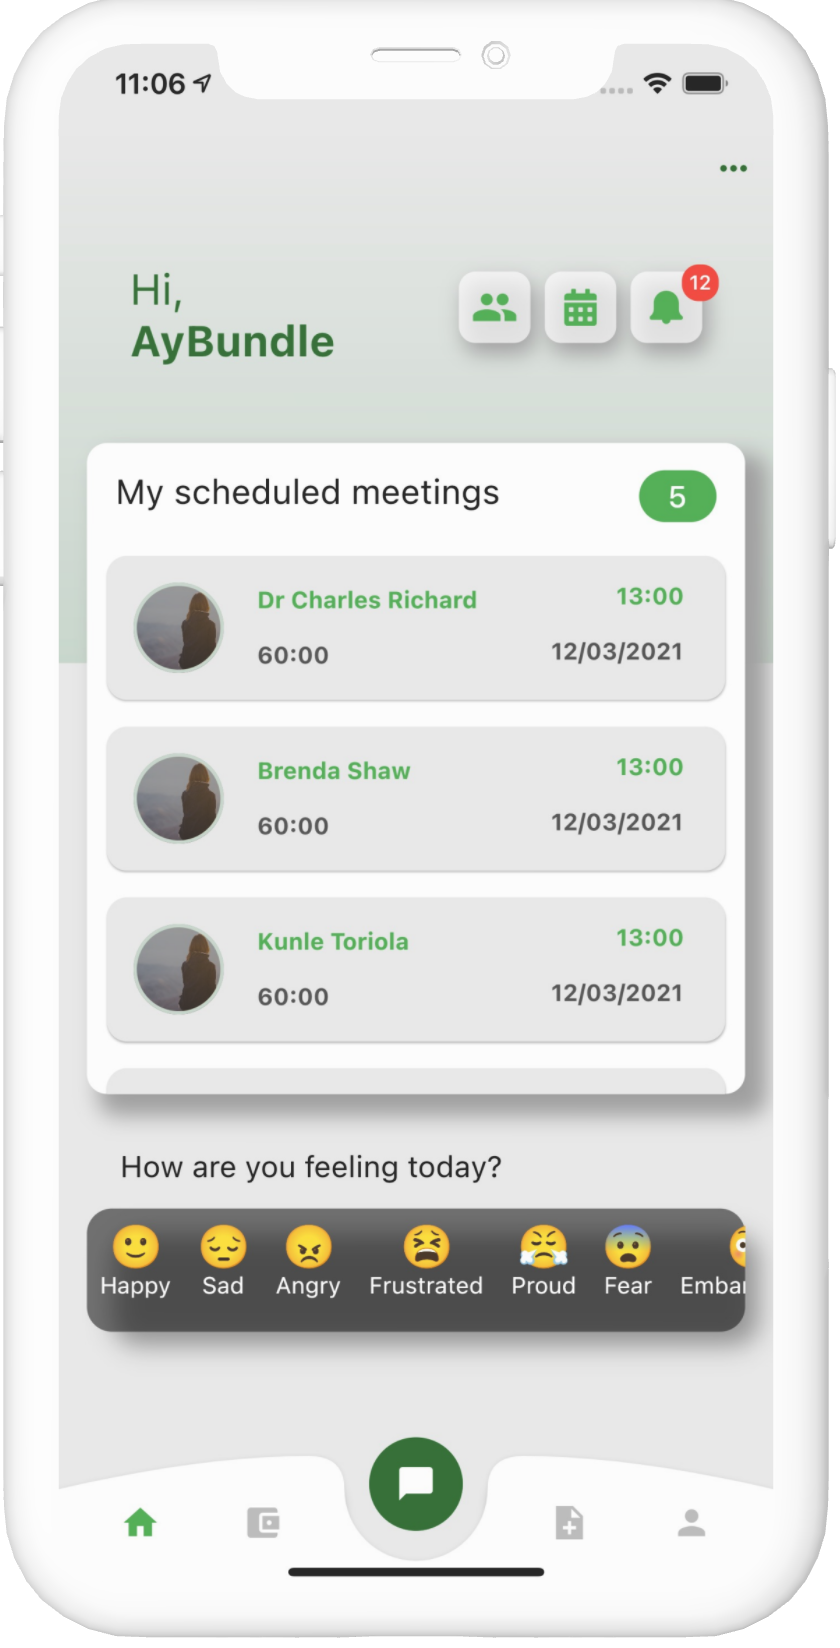 11:06
Hi,
AyBundle
12
My scheduled meetings
5
Dr Charles Richard
13:00
60:00
12/03/2021
Brenda Shaw
13:00
60:00
12/03/2021
Kunle Toriola
13:00
60:00
12/03/2021
How are you feeling today?
Happy
Sad
Angry
Frustrated
Proud
Fear
Embar